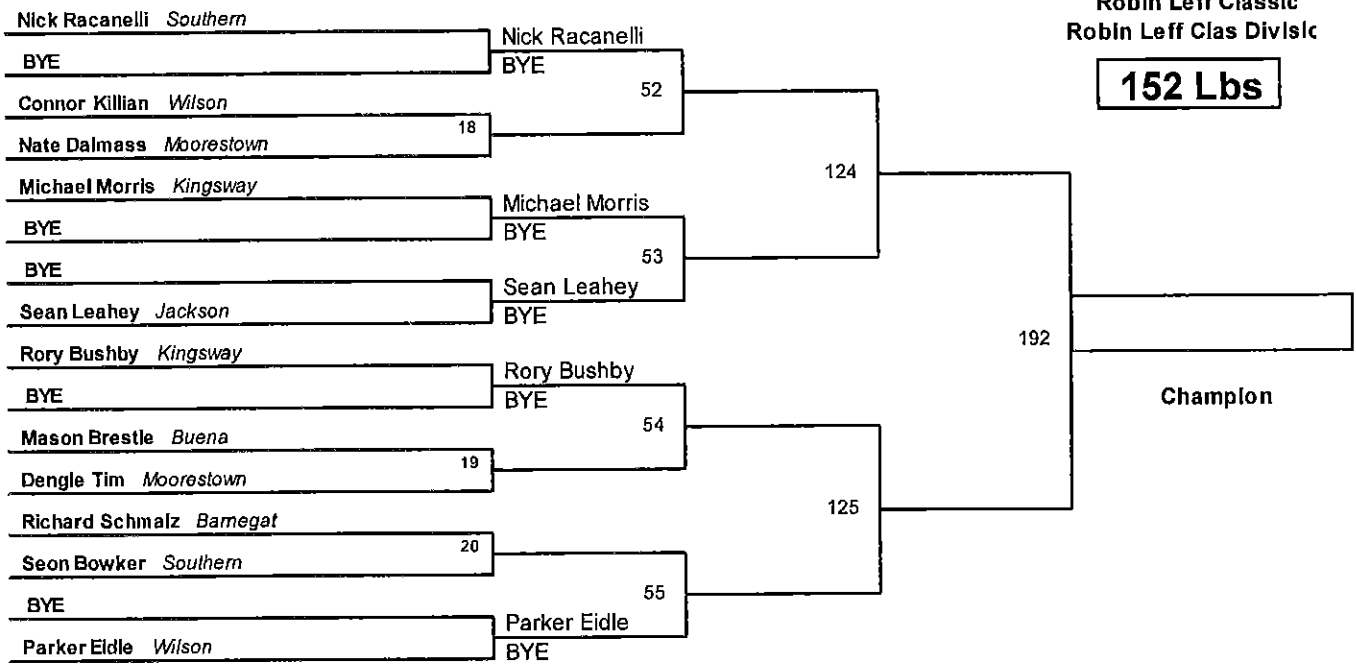 Robin Leff Classic
Robin Leff Clas Divisic
152 Lbs
Nick Racanelli Southern
BYE
Connor Killian Wilson
18
Nate Dalmass Moorestown
Michael Morris Kingsway
BYE
BYE
Sean Leahey Jackson
Rory Bushby Kingsway
BYE
Mason Brestle Buena
19
Dengle Tim Moorestown
Richard Schmalz Barnegat
20
Seon Bowker Southern
BYE
Parker Eidle Wilson
Nick Racanelli
BYE
52
Michael Morris
BYE
53
Sean Leahey
BYE
Rory Bushby
BYE
54
55
Parker Eidle
BYE
124
125
192
Champion